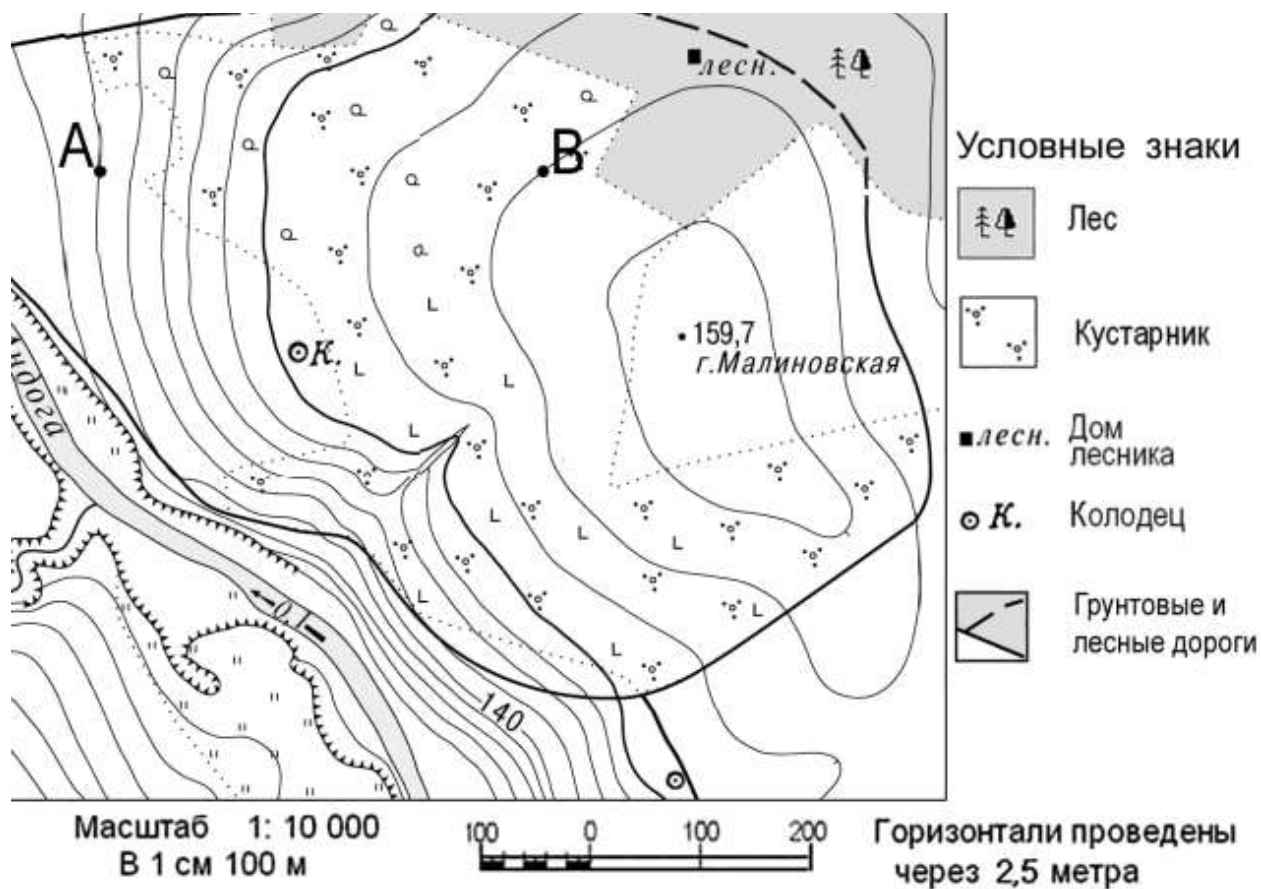 лесн.
А
В
159,7
г.Малиновская
К.
140
Условные знаки
Лес
Кустарник
лесн. Дом
лесника
К. Колодец
Грунтовые и
лесные дороги
Масштаб 1: 10 000
В 1 см 100 м
100 0 100 200
Горизонтали проведены
через 2,5 метра